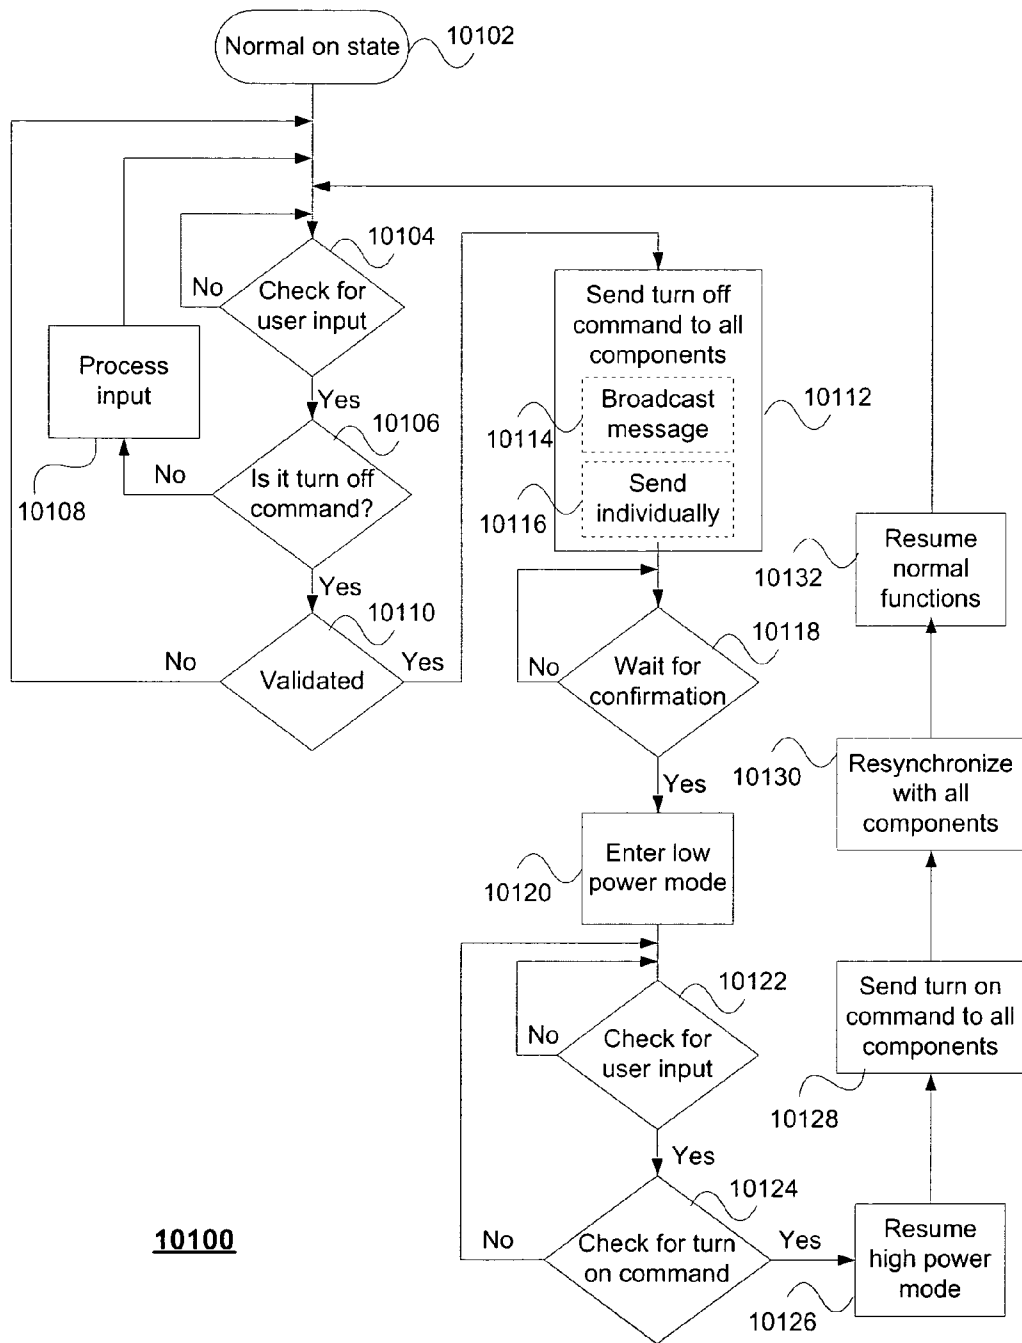 Normal on state
10102
10104
No
Check for
user input
Process
input
Yes
10106
No
Is it turn off
command?
10108
Yes
10110
No
Validated
Yes
Send turn off
command to all
components
Broadcast
message
10112
10114
Send
individually
10116
10118
No
Wait for
confirmation
Yes
Enter low
power mode
10120
10122
No
Check for
user input
Yes
10124
No
Check for turn
on command
Yes
Resume
high power
mode
10126
Send turn on
command to all
components
10128
Resynchronize
with all
components
10130
Resume
normal
functions
10132
10100